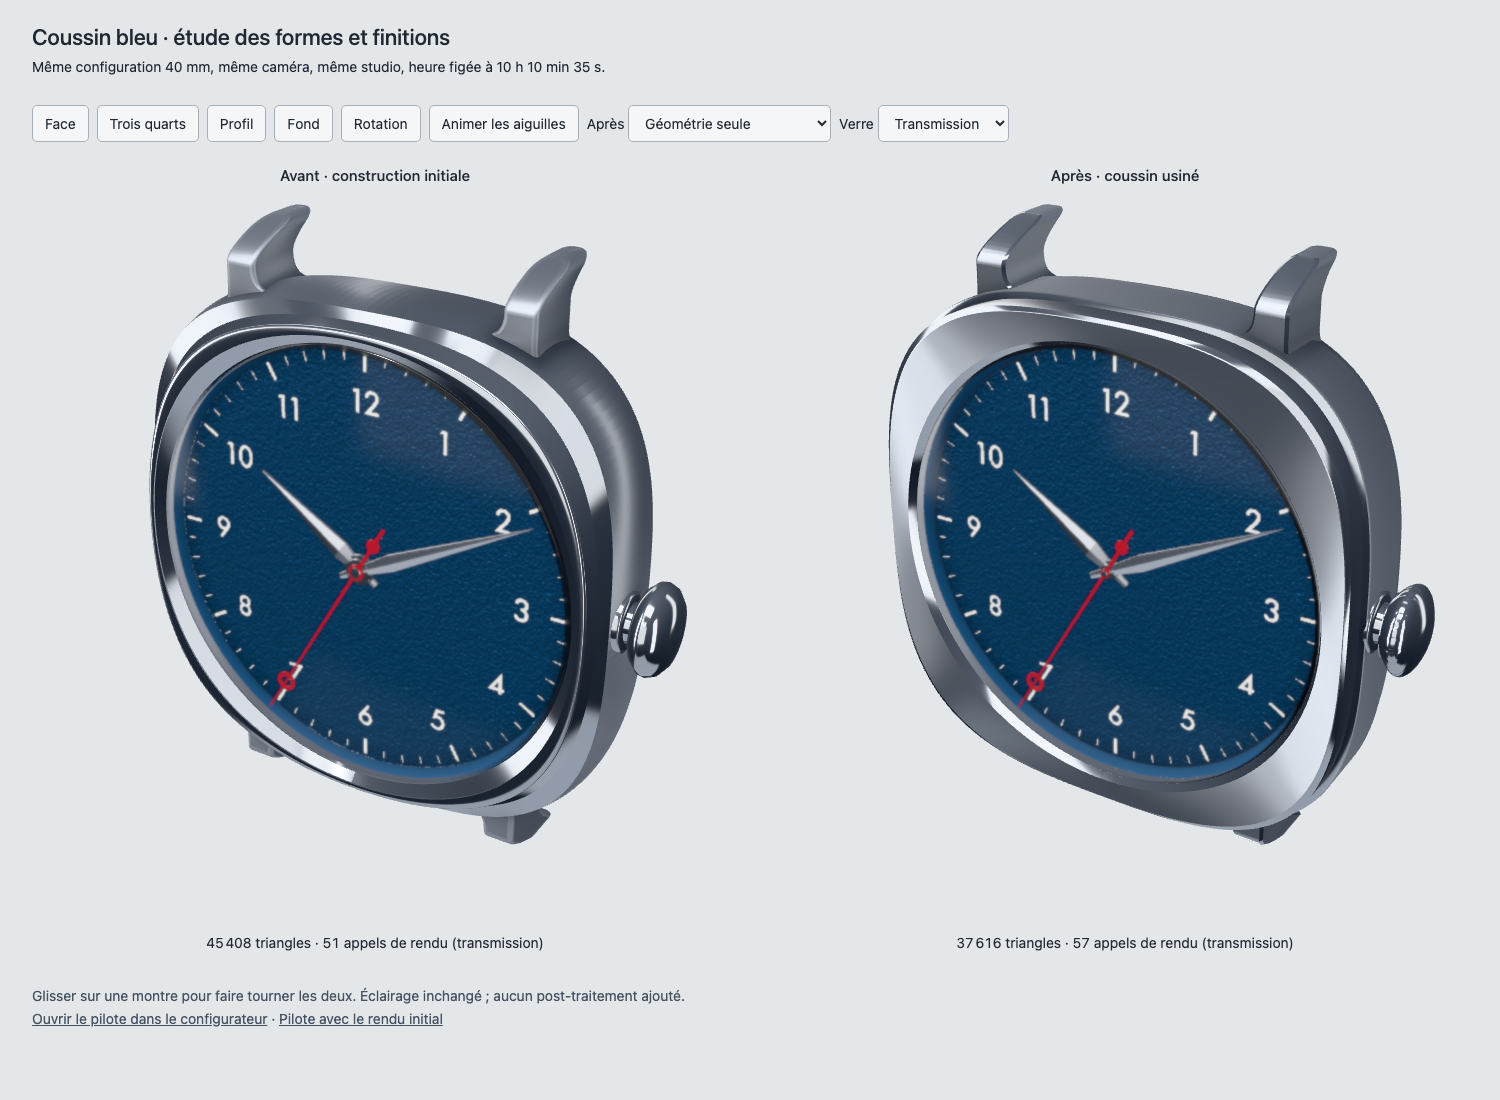 Coussin bleu · étude des formes et finitions
Même configuration 40 mm, même caméra, même studio, heure figée à 10 h 10 min 35 s.
Face Trois quarts Profil Fond Rotation Animer les aiguilles Après Géométrie seule Verre Transmission
Avant · construction initiale Après · coussin usiné
12 12
11 1 11 1
10 10
9 2 9 2
8 3 8 3
7 4 7 4
6 5 6 5
45 408 triangles · 51 appels de rendu (transmission) 37 616 triangles · 57 appels de rendu (transmission)
Glisser sur une montre pour faire tourner les deux. Éclairage inchangé ; aucun post-traitement ajouté.
Ouvrir le pilote dans le configurateur · Pilote avec le rendu initial